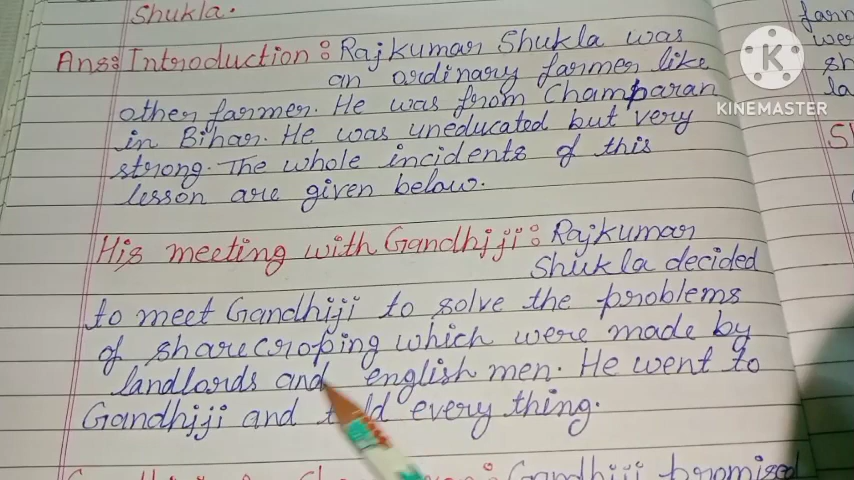 Shukla.
Ans: Introduction: Rajkumar Shukla was
an ordinary farmer like
other farmer. He was from Champaran
in Bihar. He was uneducated but very
strong. The whole incidents of this
lesson are given below.
His meeting with Gandhiji: Rajkumar
Shukla decided
to meet Gandhiji to solve the problems
of sharecroping which were made by
landlords and english men. He went to
Gandhiji and told every thing.
Gandhiji promised
KINEMASTER